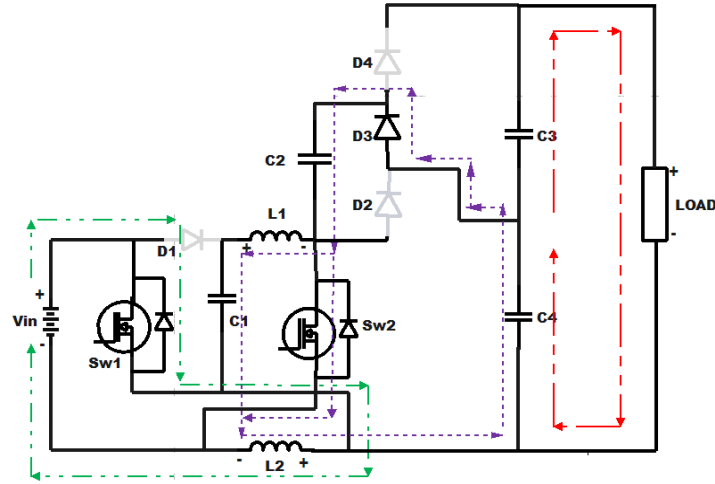 D4
D3
C3
C2
+
D2
LOAD
L1
-
+
-
D1
+
Vin
-
C1
Sw2
C4
Sw1
-
L2
+